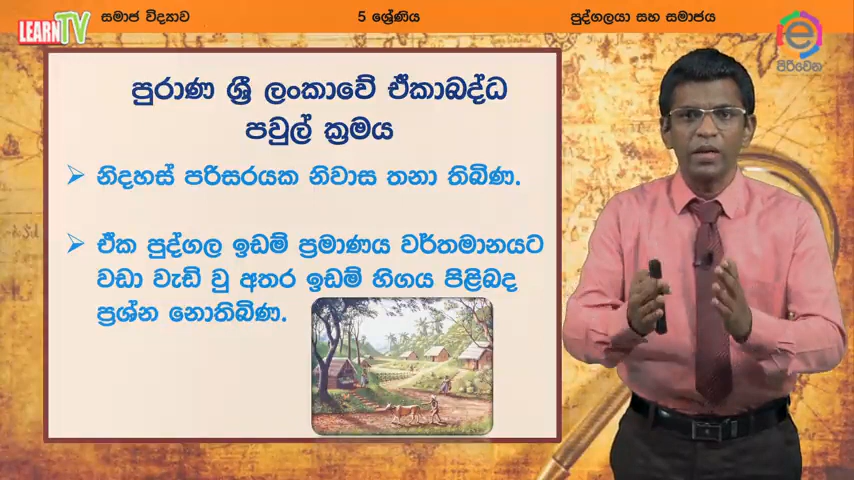 LEARN TV
සමාජ විද්‍යාව
5 ශ්‍රේණිය
පුද්ගලයා සහ සමාජය
e
පිරිවෙන
පුරාණ ශ්‍රී ලංකාවේ ඒකාබද්ධ
පවුල් ක්‍රමය
නිදහස් පරිසරයක නිවාස තනා තිබිණ.
ඒක පුද්ගල ඉඩම් ප්‍රමාණය වර්තමානයට
වඩා වැඩි වු අතර ඉඩම් හිගය පිළිබද
ප්‍රශ්න නොතිබිණ.